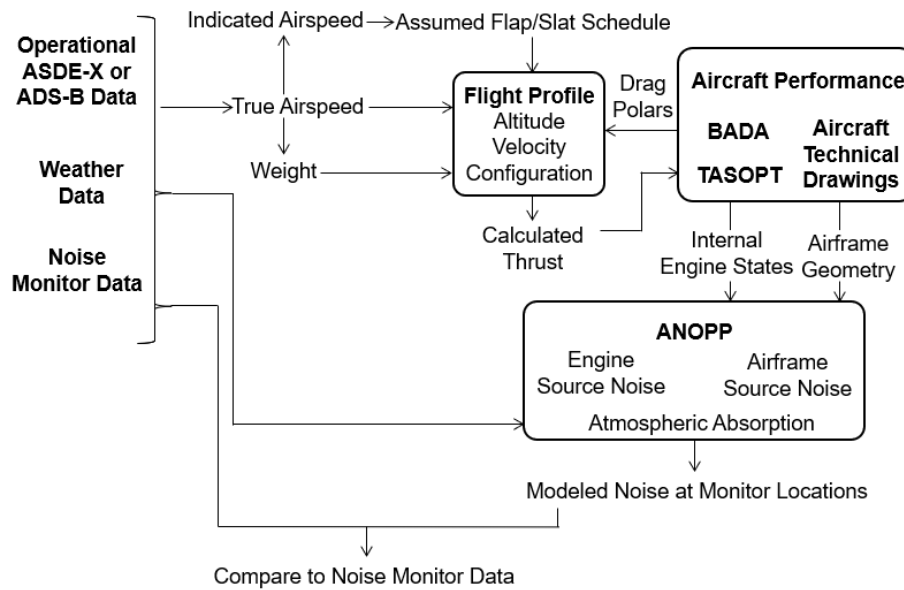 Operational
ASDE-X or
ADS-B Data
Weather
Data
Noise
Monitor Data
Indicated Airspeed
Assumed Flap/Slat Schedule
True Airspeed
Weight
Flight Profile
Altitude
Velocity
Configuration
Drag
Polars
Aircraft Performance
BADA
TASOPT
Aircraft
Technical
Drawings
Calculated
Thrust
Internal
Engine States
Airframe
Geometry
ANOPP
Engine
Source Noise
Airframe
Source Noise
Atmospheric Absorption
Modeled Noise at Monitor Locations
Compare to Noise Monitor Data